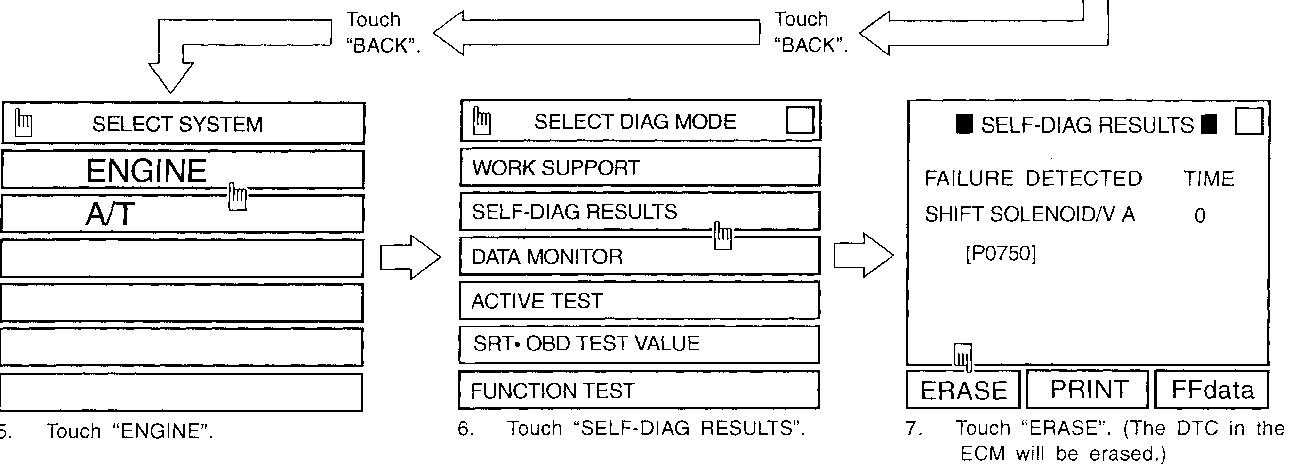 Touch
"BACK".
Touch
"BACK".
SELECT SYSTEM
ENGINE
A/T
5. Touch "ENGINE".
SELECT DIAG MODE
WORK SUPPORT
SELF-DIAG RESULTS
DATA MONITOR
ACTIVE TEST
SRT• OBD TEST VALUE
FUNCTION TEST
6. Touch "SELF-DIAG RESULTS".
■ SELF-DIAG RESULTS ■
FAILURE DETECTED TIME
SHIFT SOLENOID/V A 0
[P0750]
ERASE PRINT FFdata
7. Touch "ERASE". (The DTC in the
ECM will be erased.)